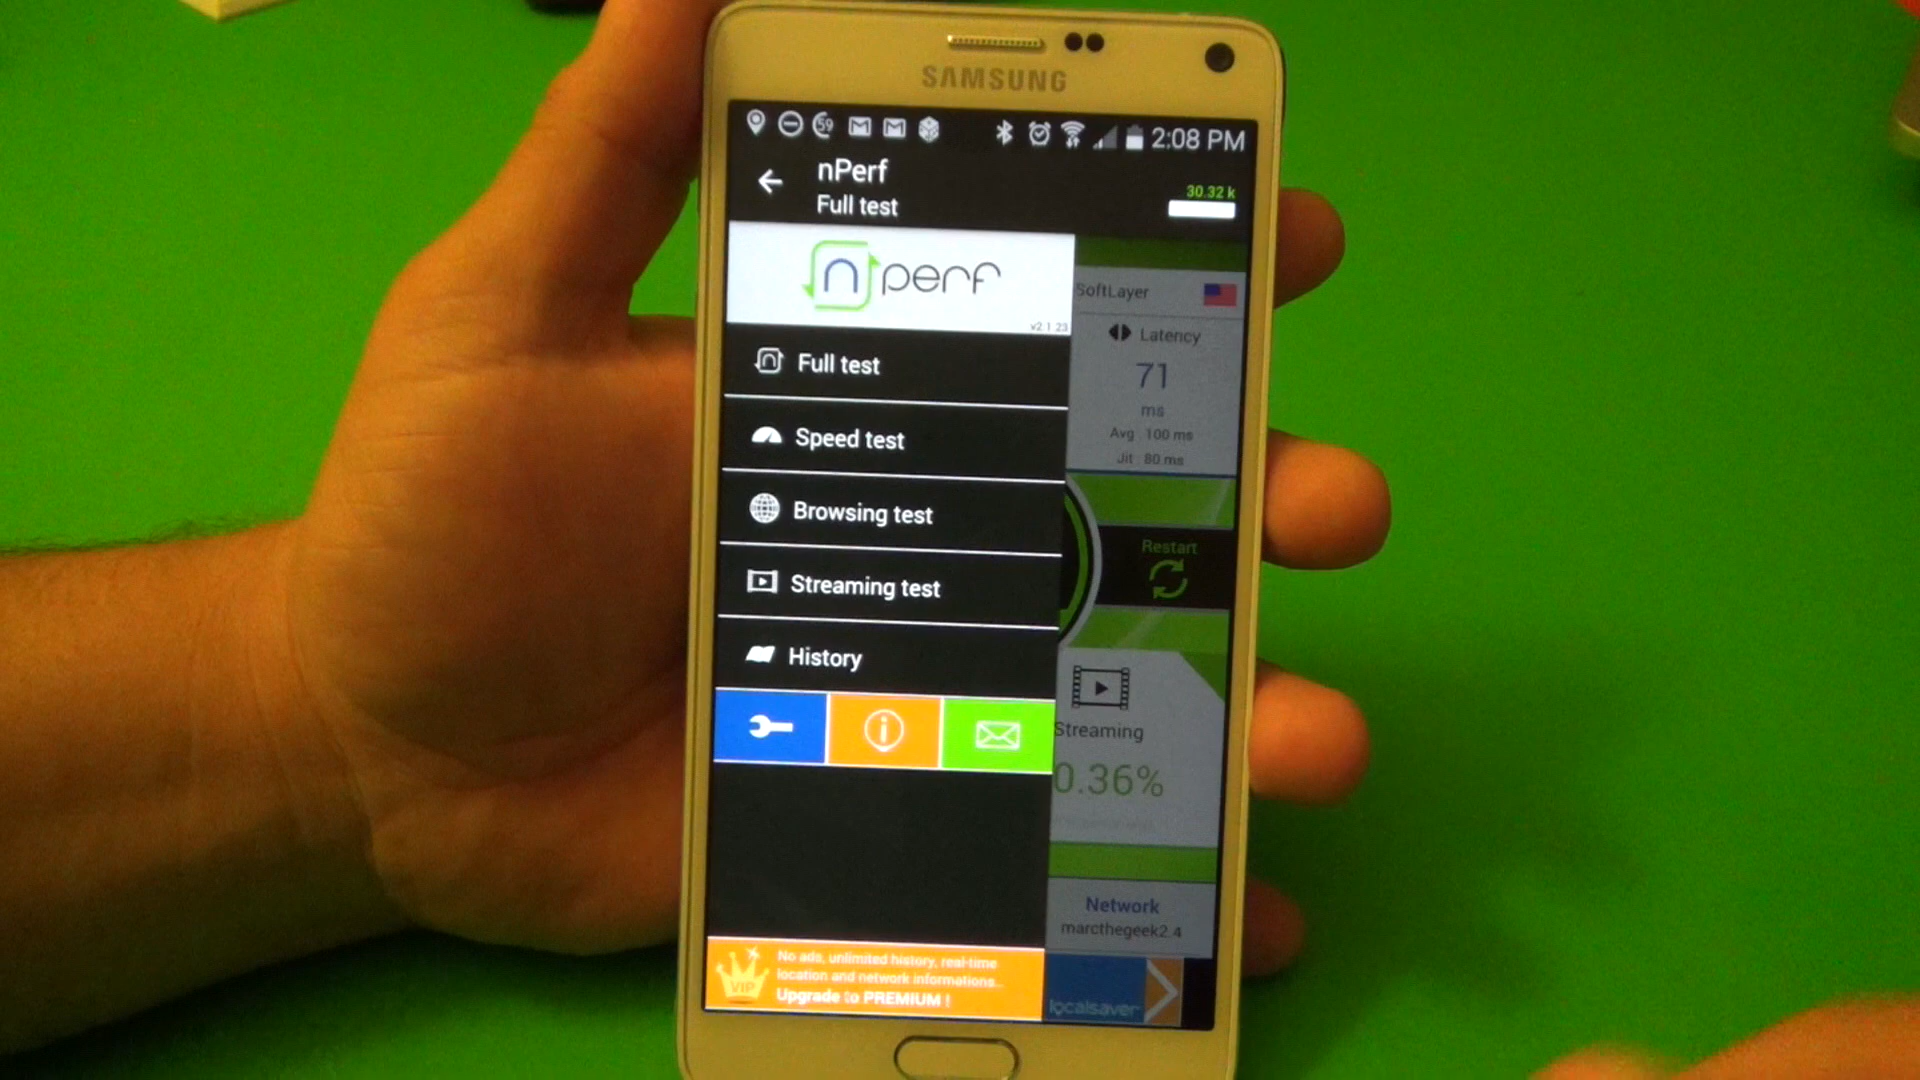 SAMSUNG
59
2:08 PM
nPerf
Full test
30.32 k
n perf
v2.1.23
SoftLayer
Latency
71
ms
Avg : 100 ms
Jit : 80 ms
Full test
Speed test
Browsing test
Streaming test
History
Restart
Streaming
0.36%
Network
marcthegeek2.4
VIP
No ads, unlimited history, real-time
location and network informations...
Upgrade to PREMIUM !
localsaver